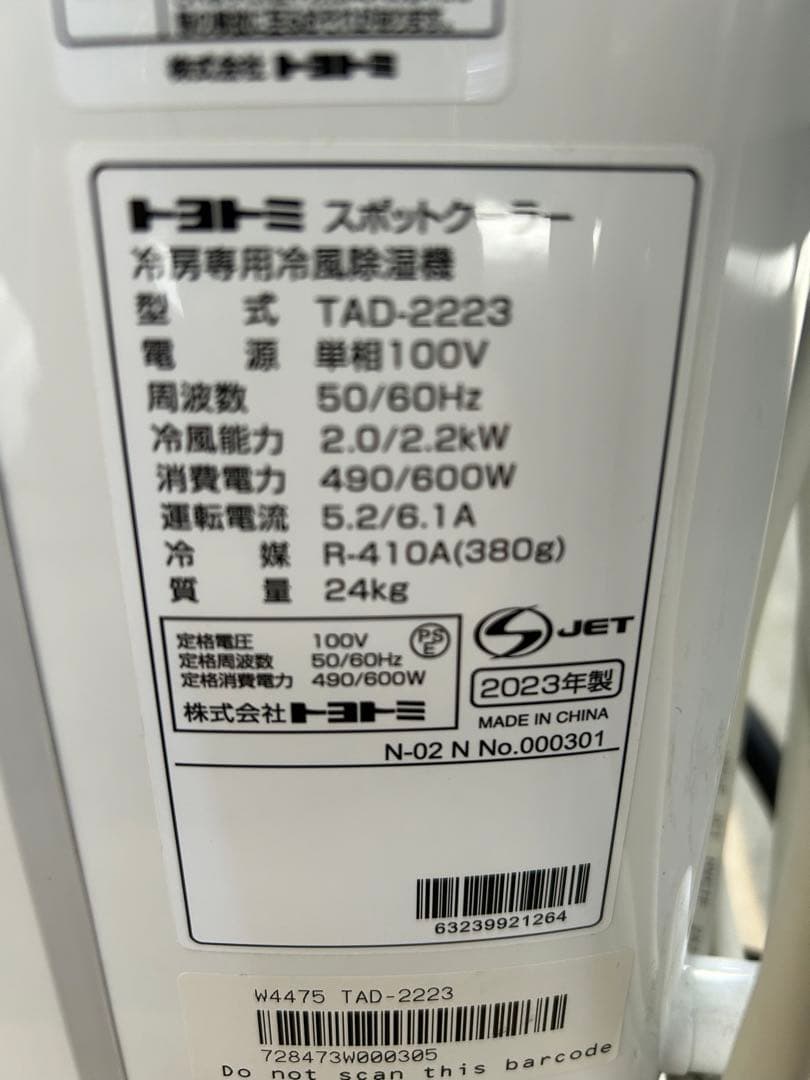 株式会社 トヨトミ
トヨトミ スポットクーラー
冷房専用冷風除湿機
型 式 TAD-2223
電 源 単相100V
周波数 50/60Hz
冷風能力 2.0/2.2kW
消費電力 490/600W
運転電流 5.2/6.1A
冷 媒 R-410A(380g)
質 量 24kg
定格電圧 100V
定格周波数 50/60Hz
定格消費電力 490/600W
PSE
株式会社トヨトミ
S JET
2023年製
MADE IN CHINA
N-02 N No.000301
63239921264
W4475 TAD-2223
728473W000305
Do not scan this barcode